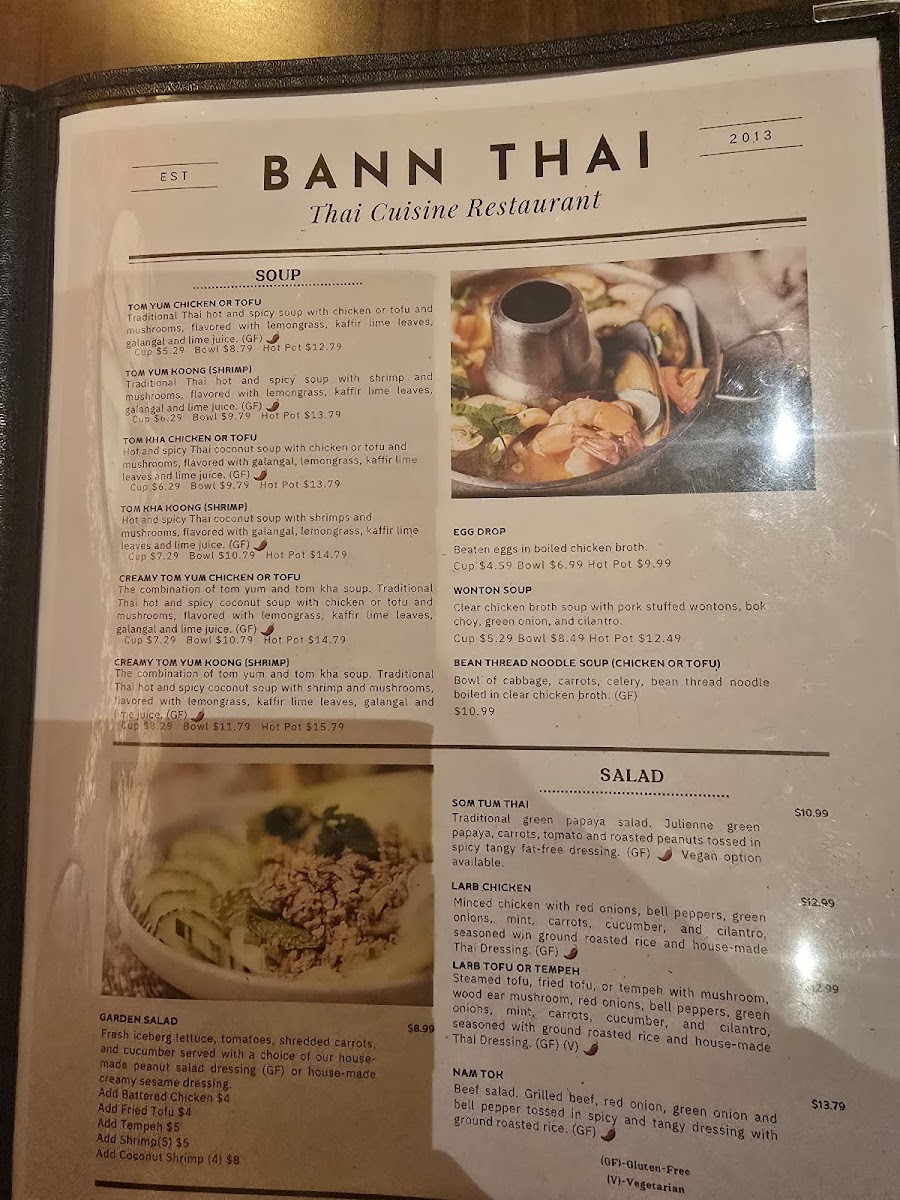 EST
BANN THAI
2013
Thai Cuisine Restaurant
SOUP
TOM YUM CHICKEN OR TOFU
Traditional Thai hot and spicy soup with chicken or tofu and
mushrooms, flavored with lemongrass, kaffir lime leaves,
galangal and lime juice. (GF)
Cup $5.29 Bowl $8.79 Hot Pot $12.79
TOM YUM KOONG (SHRIMP)
Traditional Thai hot and spicy soup with shrimp and
mushrooms, flavored with lemongrass, kaffir lime leaves,
galangal and lime juice. (GF)
Cup $6.29 Bowl $9.79 Hot Pot $13.79
TOM KHA CHICKEN OR TOFU
Hot and spicy Thai coconut soup with chicken or tofu and
mushrooms, flavored with galangal, lemongrass, kaffir lime
leaves and lime juice. (GF)
Cup $6.29 Bowl $9.79 Hot Pot $13.79
TOM KHA KOONG (SHRIMP)
Hot and spicy Thai coconut soup with shrimps and
mushrooms, flavored with galangal, lemongrass, kaffir lime
leaves and lime juice. (GF)
Cup $7.29 Bowl $10.79 Hot Pot $14.79
CREAMY TOM YUM CHICKEN OR TOFU
The combination of tom yum and tom kha soup. Traditional
Thai hot and spicy coconut soup with chicken or tofu and
mushrooms, flavored with lemongrass, kaffir lime leaves,
galangal and lime juice. (GF)
Cup $7.29 Bowl $10.79 Hot Pot $14.79
CREAMY TOM YUM KOONG (SHRIMP)
The combination of tom yum and tom kha soup. Traditional
Thai hot and spicy coconut soup with shrimp and mushrooms,
flavored with lemongrass, kaffir lime leaves, galangal and
lime juice. (GF)
Cup $8.29 Bowl $11.79 Hot Pot $15.79
EGG DROP
Beaten eggs in boiled chicken broth.
Cup $4.59 Bowl $6.99 Hot Pot $9.99
WONTON SOUP
Clear chicken broth soup with pork stuffed wontons, bok
choy, green onion, and cilantro.
Cup $5.29 Bowl $8.49 Hot Pot $12.49
BEAN THREAD NOODLE SOUP (CHICKEN OR TOFU)
Bowl of cabbage, carrots, celery, bean thread noodle
boiled in clear chicken broth. (GF)
$10.99
GARDEN SALAD $8.99
Fresh iceberg lettuce, tomatoes, shredded carrots,
and cucumber served with a choice of our house-
made peanut salad dressing (GF) or house-made
creamy sesame dressing.
Add Battered Chicken $4
Add Fried Tofu $4
Add Tempeh $5
Add Shrimp(5) $5
Add Coconut Shrimp (4) $8
SALAD
SOM TUM THAI $10.99
Traditional green papaya salad. Julienne green
papaya, carrots, tomato and roasted peanuts tossed in
spicy tangy fat-free dressing. (GF) Vegan option
available.
LARB CHICKEN $12.99
Minced chicken with red onions, bell peppers, green
onions, mint, carrots, cucumber, and cilantro,
seasoned win ground roasted rice and house-made
Thai Dressing. (GF)
LARB TOFU OR TEMPEH
Steamed tofu, fried tofu, or tempeh with mushroom,
wood ear mushroom, red onions, bell peppers, green
onions, mint, carrots, cucumber, and cilantro,
seasoned with ground roasted rice and house-made
Thai Dressing. (GF) (V)
NAM TOK $13.79
Beef salad. Grilled beef, red onion, green onion and
bell pepper tossed in spicy and tangy dressing with
ground roasted rice. (GF)
(GF)-Gluten-Free
(V)-Vegetarian